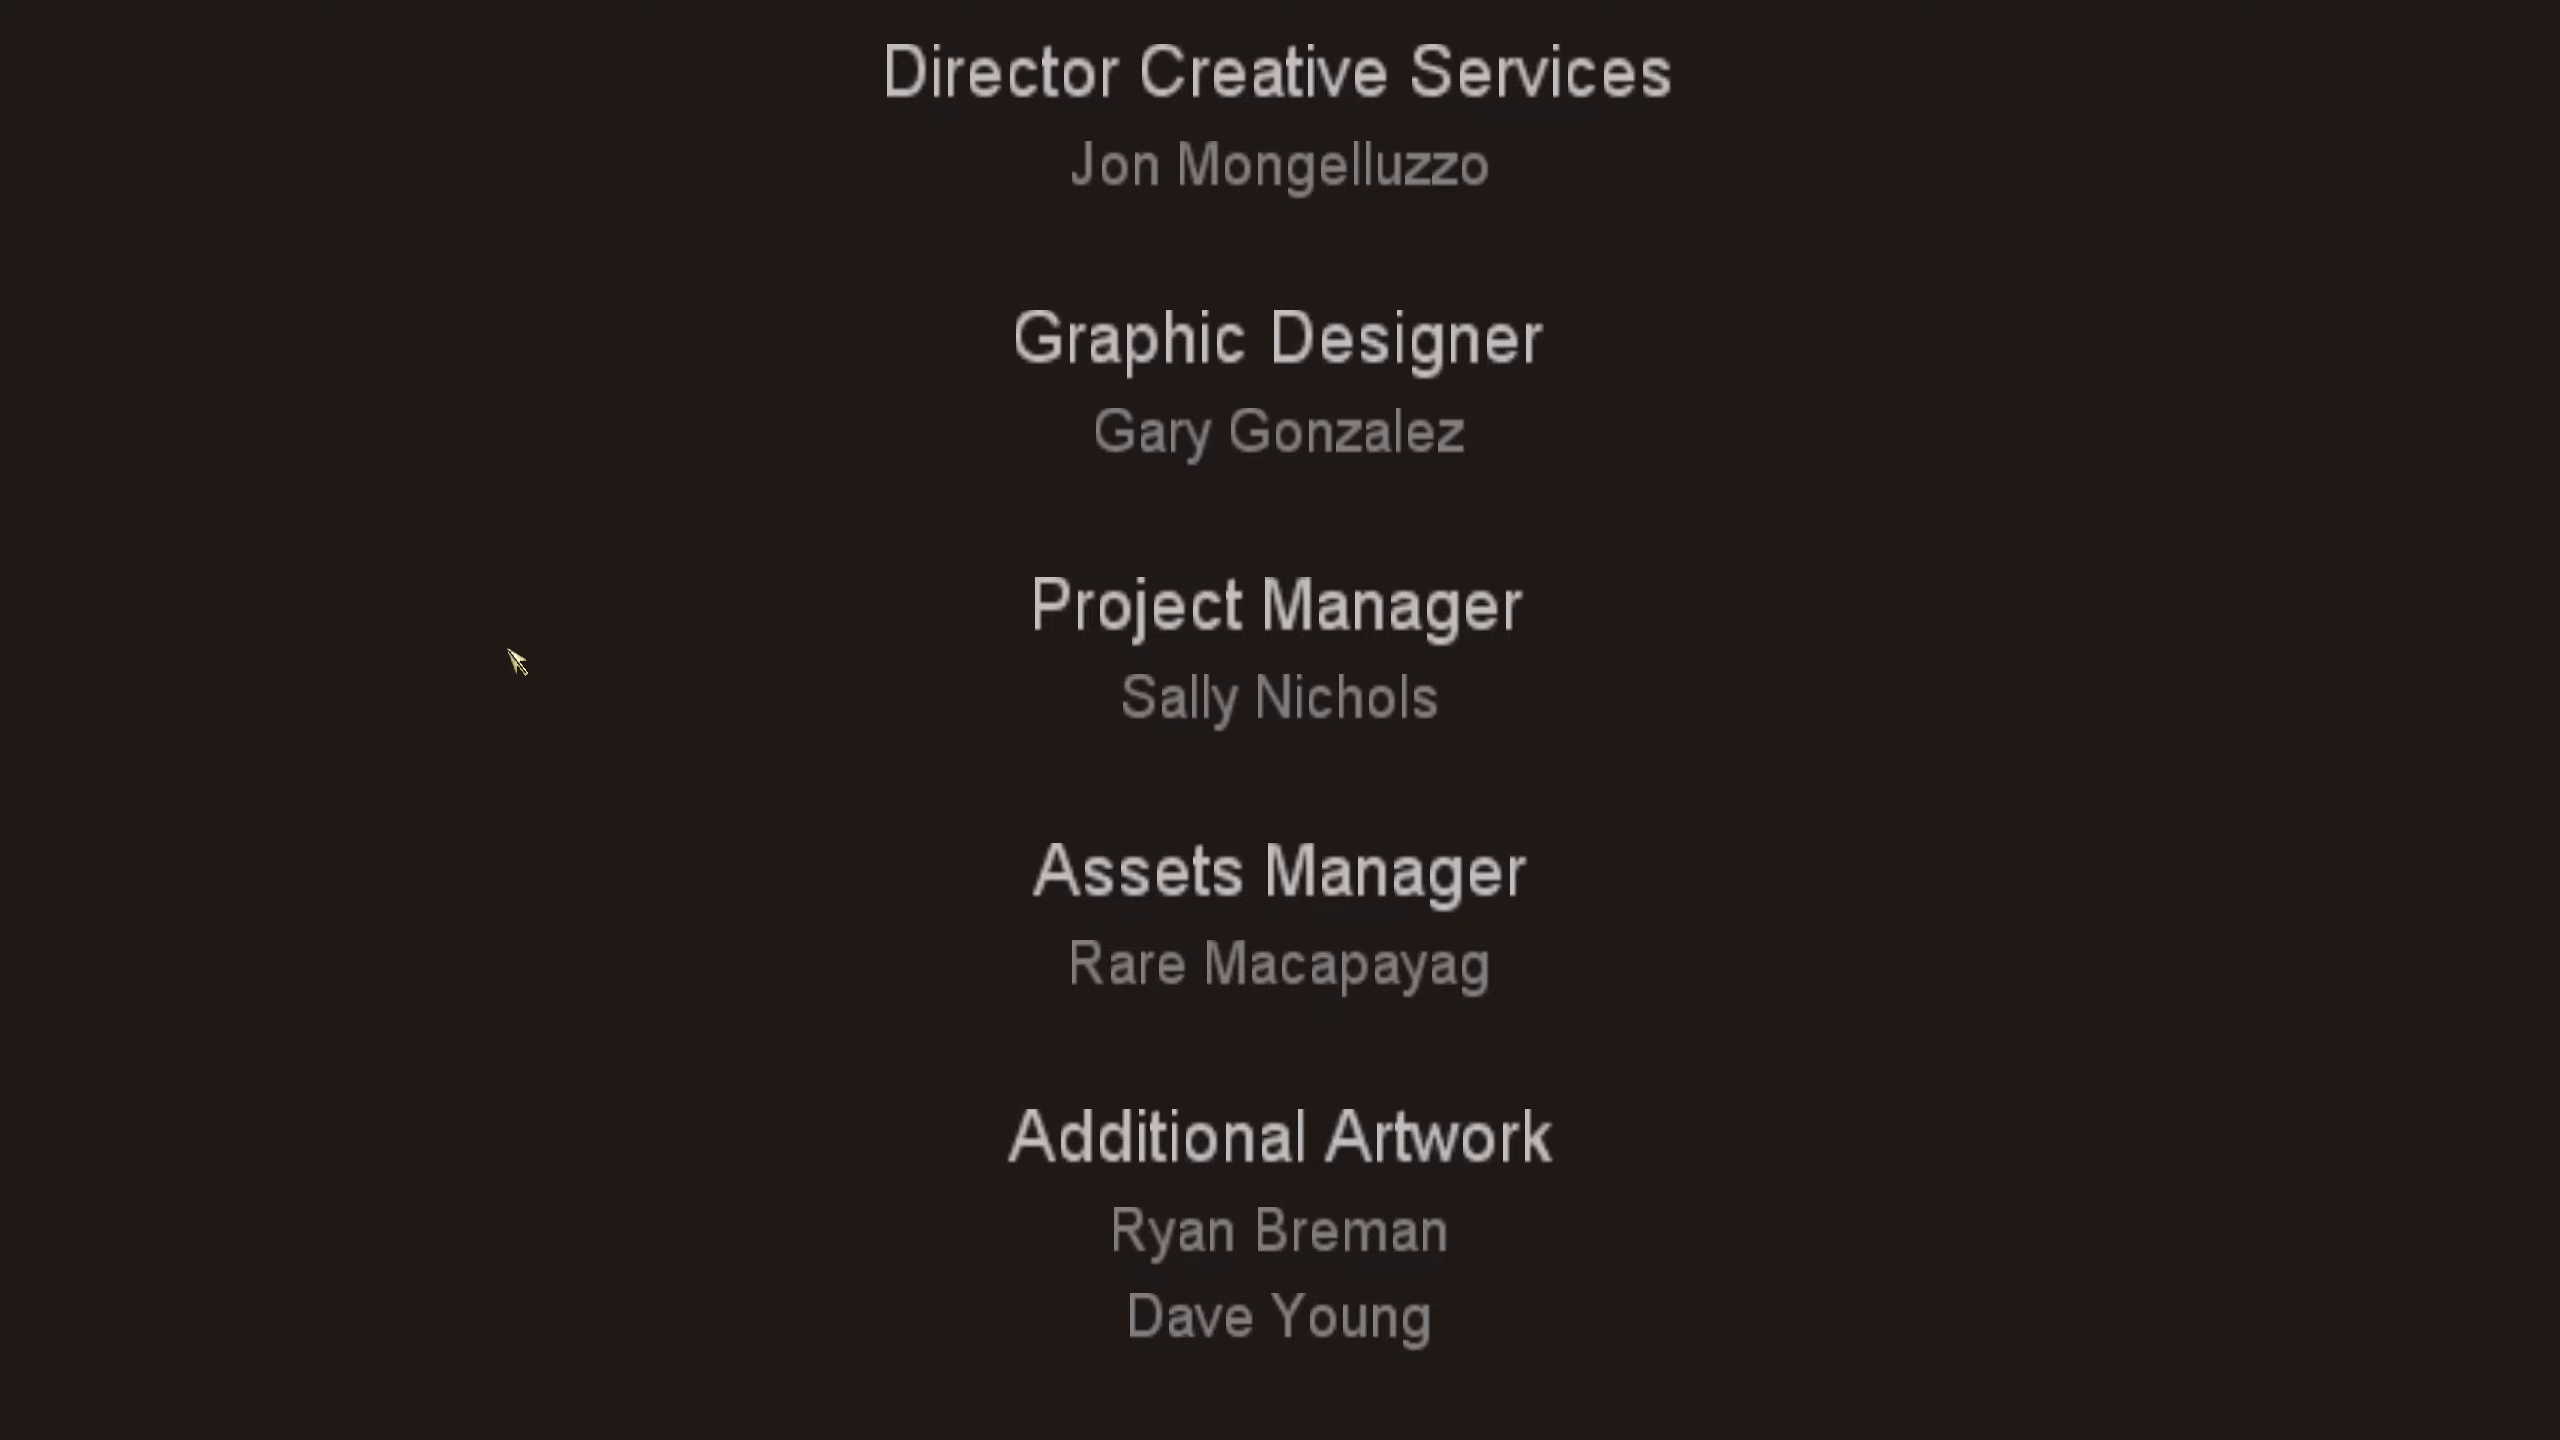 Director Creative Services
Jon Mongelluzzo
Graphic Designer
Gary Gonzalez
Project Manager
Sally Nichols
Assets Manager
Rare Macapayag
Additional Artwork
Ryan Breman
Dave Young